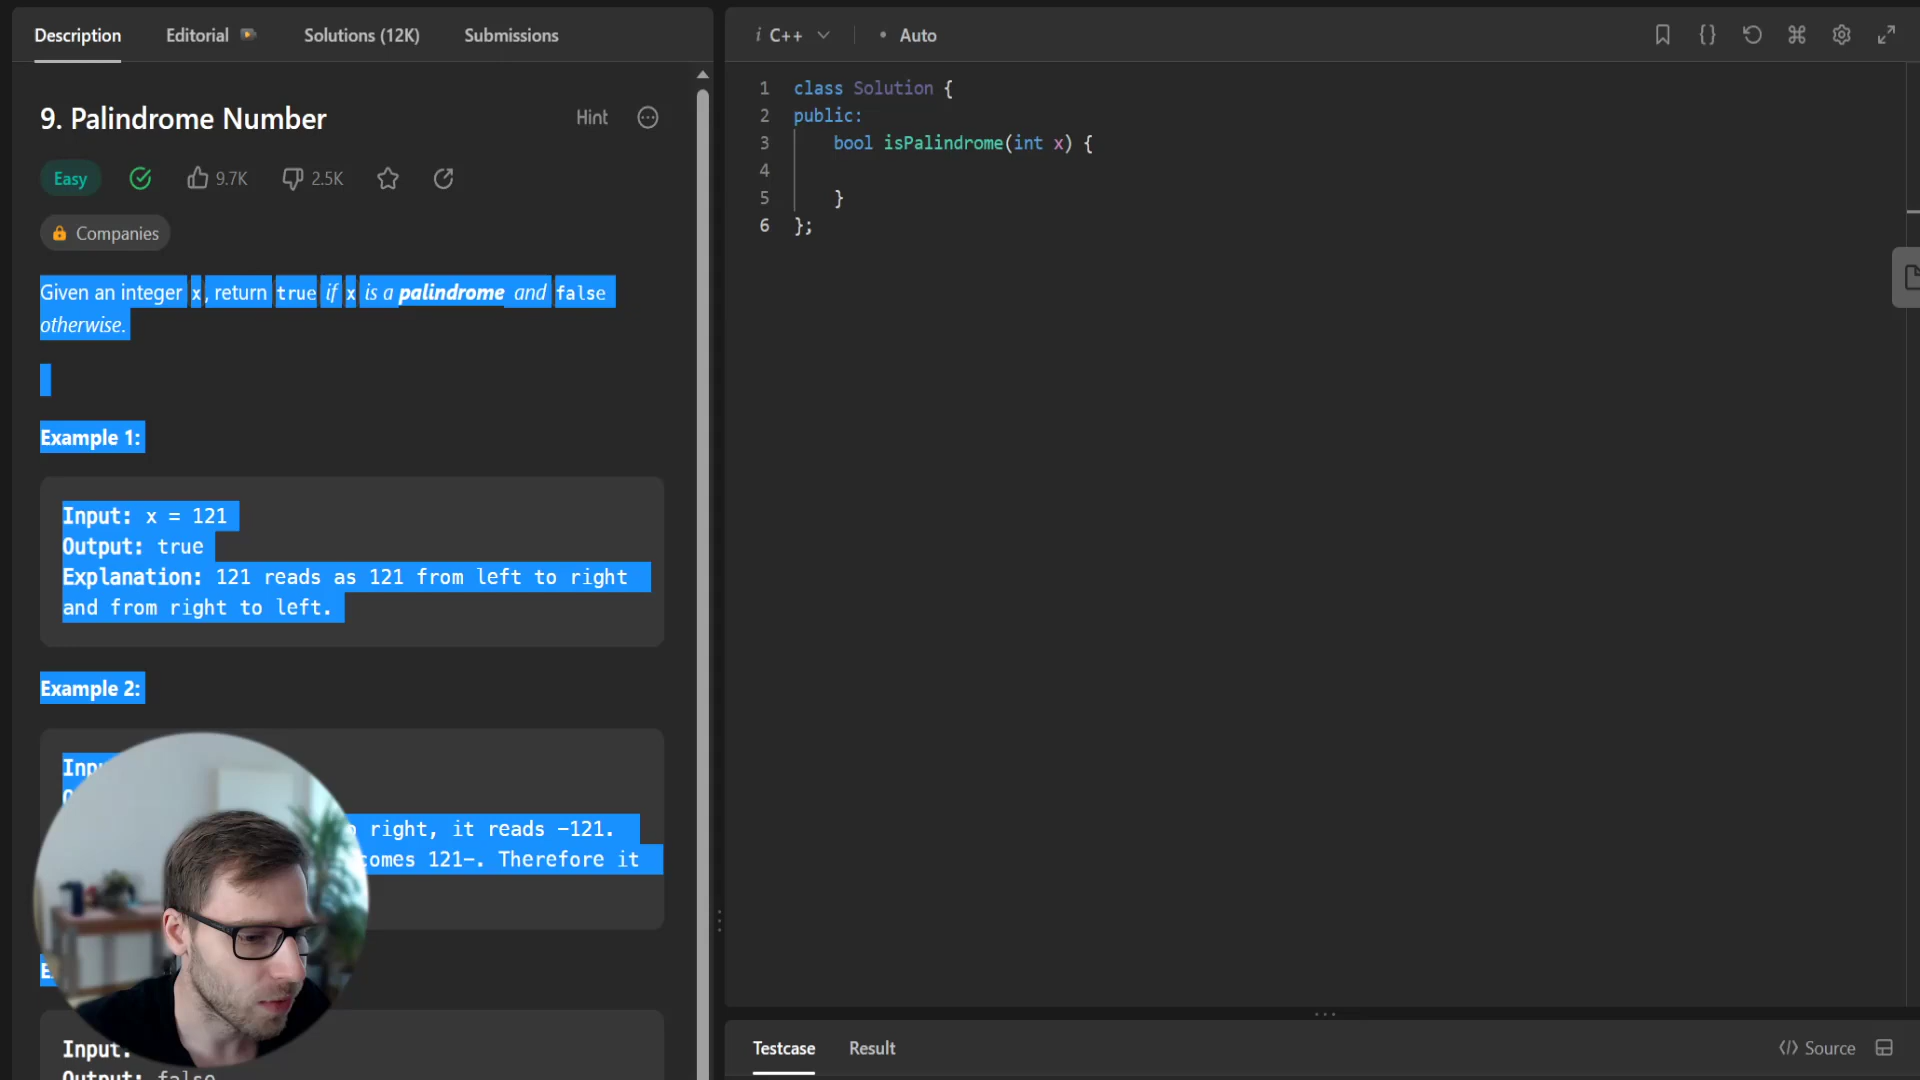 Description Editorial Solutions (12K) Submissions
9. Palindrome Number Hint
Easy 9.7K 2.5K
Companies
Given an integer x, return true if x is a palindrome and false
otherwise.
Example 1:
Input: x = 121
Output: true
Explanation: 121 reads as 121 from left to right
and from right to left.
Example 2:
right, it reads -121.
121-. Therefore it
Input:
Output: false
i C++ • Auto
1 class Solution {
2 public:
3 bool isPalindrome(int x) {
4
5 }
6 };
Testcase Result
</> Source